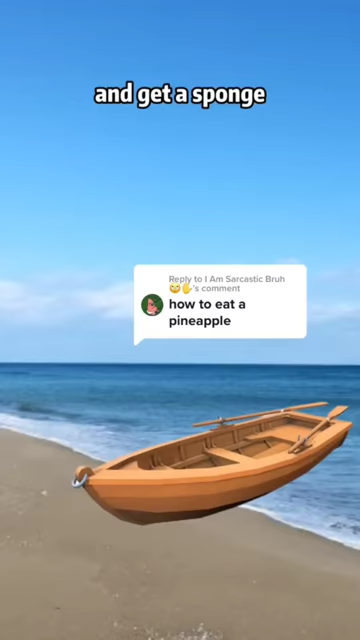 and get a sponge
Reply to I Am Sarcastic Bruh
😬✋'s comment
how to eat a
pineapple